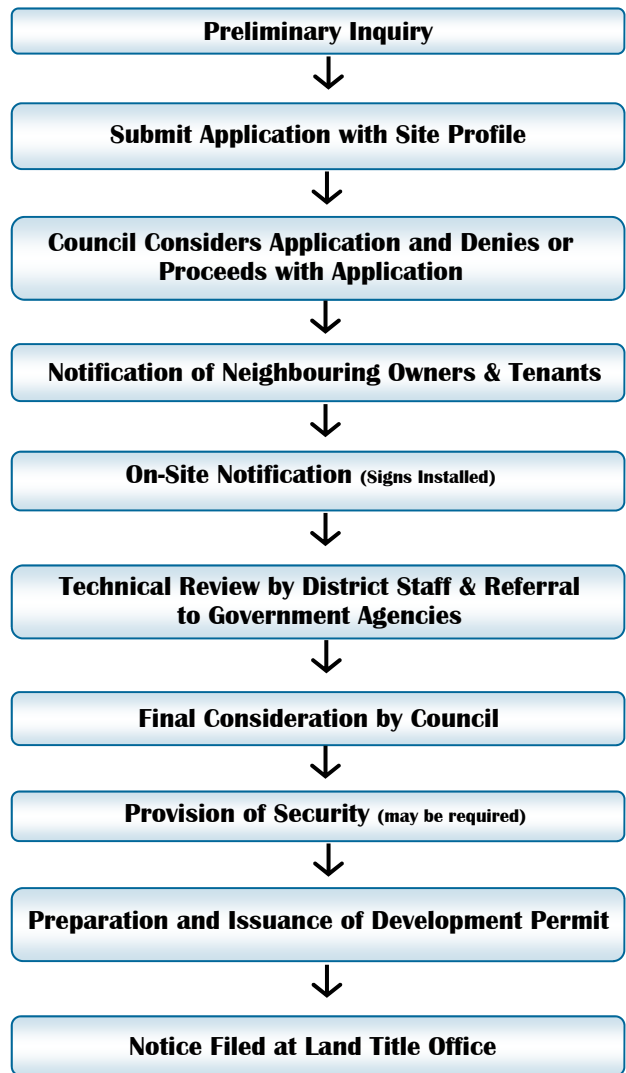 Preliminary Inquiry
Submit Application with Site Profile
Council Considers Application and Denies or
Proceeds with Application
Notification of Neighbouring Owners & Tenants
On-Site Notification (Signs Installed)
Technical Review by District Staff & Referral
to Government Agencies
Final Consideration by Council
Provision of Security (may be required)
Preparation and Issuance of Development Permit
Notice Filed at Land Title Office